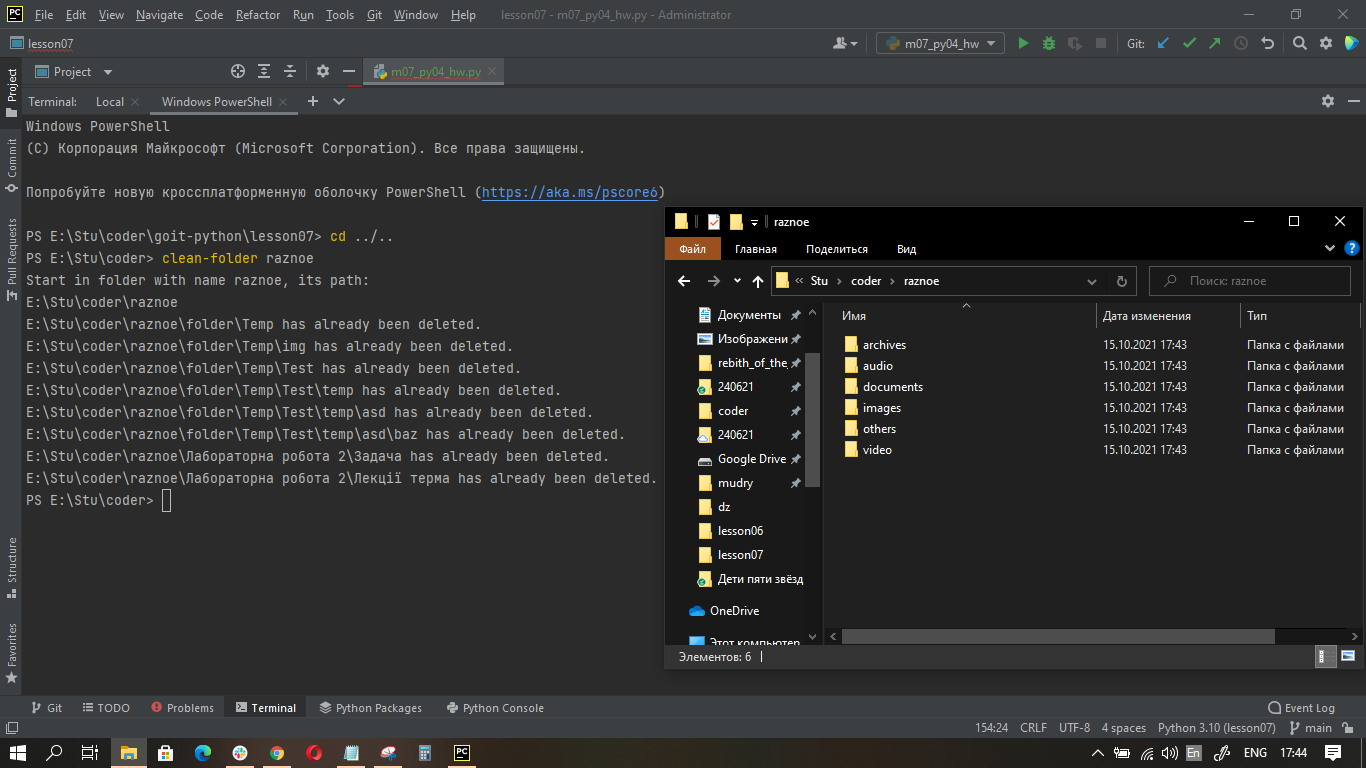 File Edit View Navigate Code Refactor Run Tools Git Window Help lesson07 - m07_py04_hw.py - Administrator
lesson07 m07_py04_hw Git:
Project m07_py04_hw.py
Terminal: Local Windows PowerShell
Project
Commit
Pull Requests
Structure
Favorites
Windows PowerShell
(C) Корпорация Майкрософт (Microsoft Corporation). Все права защищены.
Попробуйте новую кроссплатформенную оболочку PowerShell (https://aka.ms/pscore6)
PS E:\Stu\coder\goit-python\lesson07> cd ../..
PS E:\Stu\coder> clean-folder raznoe
Start in folder with name raznoe, its path:
E:\Stu\coder\raznoe
E:\Stu\coder\raznoe\folder\Temp has already been deleted.
E:\Stu\coder\raznoe\folder\Temp\img has already been deleted.
E:\Stu\coder\raznoe\folder\Temp\Test has already been deleted.
E:\Stu\coder\raznoe\folder\Temp\Test\temp has already been deleted.
E:\Stu\coder\raznoe\folder\Temp\Test\temp\asd has already been deleted.
E:\Stu\coder\raznoe\folder\Temp\Test\temp\asd\baz has already been deleted.
E:\Stu\coder\raznoe\Лабораторна робота 2\Задача has already been deleted.
E:\Stu\coder\raznoe\Лабораторна робота 2\Лекції терма has already been deleted.
PS E:\Stu\coder>
raznoe
Файл Главная Поделиться Вид
« Stu › coder › raznoe Поиск: raznoe
Документы
Изображени
rebith_of_the_
240621
coder
240621
Google Drive
mudry
dz
lesson06
lesson07
Дети пяти звёзд
OneDrive
Этот компьютер
Имя Дата изменения Тип
archives 15.10.2021 17:43 Папка с файлами
audio 15.10.2021 17:43 Папка с файлами
documents 15.10.2021 17:43 Папка с файлами
images 15.10.2021 17:43 Папка с файлами
others 15.10.2021 17:43 Папка с файлами
video 15.10.2021 17:43 Папка с файлами
Элементов: 6
Git TODO Problems Terminal Python Packages Python Console Event Log
154:24 CRLF UTF-8 4 spaces Python 3.10 (lesson07) main
En ENG 17:44